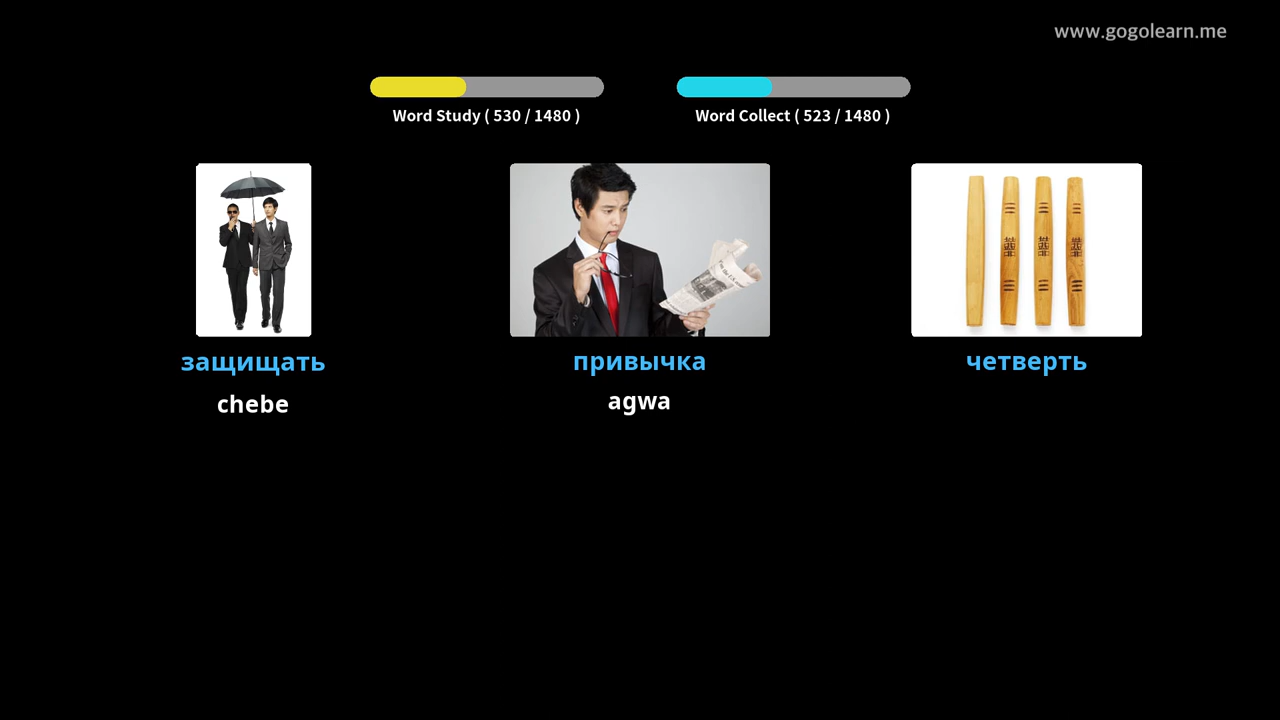 www.gogolearn.me
Word Study ( 530 / 1480 )
Word Collect ( 523 / 1480 )
защищать
привычка
четверть
chebe
agwa